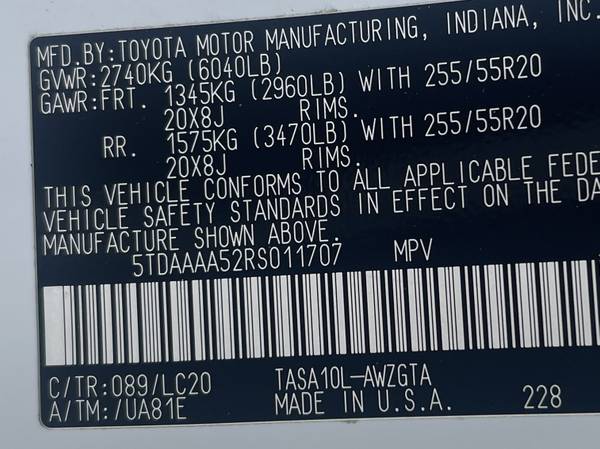 MFD.BY:TOYOTA MOTOR MANUFACTURING, INDIANA, INC.
GVWR:2740KG (6040LB)
GAWR:FRT. 1345KG (2960LB) WITH 255/55R20
20X8J RIMS.
RR. 1575KG (3470LB) WITH 255/55R20
20X8J RIMS.
THIS VEHICLE CONFORMS TO ALL APPLICABLE FEDE
VEHICLE SAFETY STANDARDS IN EFFECT ON THE DA
MANUFACTURE SHOWN ABOVE.
5TDAAAA52RS011707 MPV
C/TR:089/LC20 TASA10L-AWZGTA
A/TM:/UA81E MADE IN U.S.A. 228